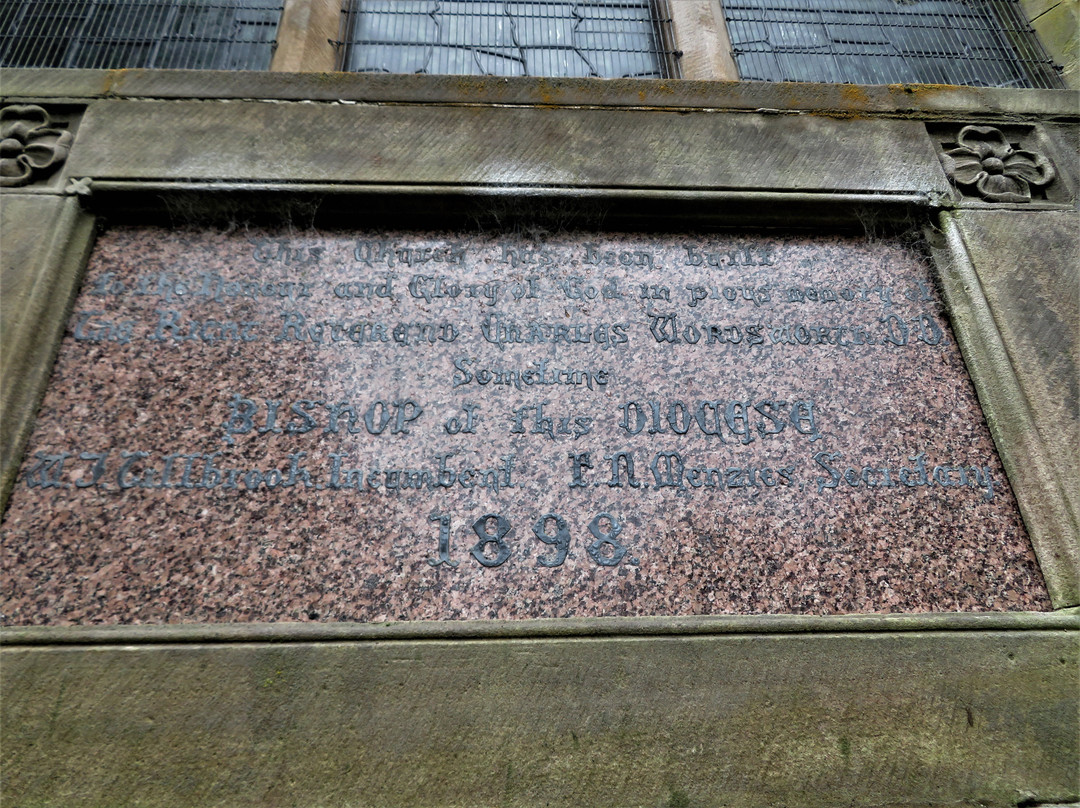 This Church has been built
to the Honour and Glory of God in pious memory of
the Right Reverend Charles Wordsworth D.D.
Sometime
BISHOP of this DIOCESE
Incumbent F. N. Menzies Secretary
1898